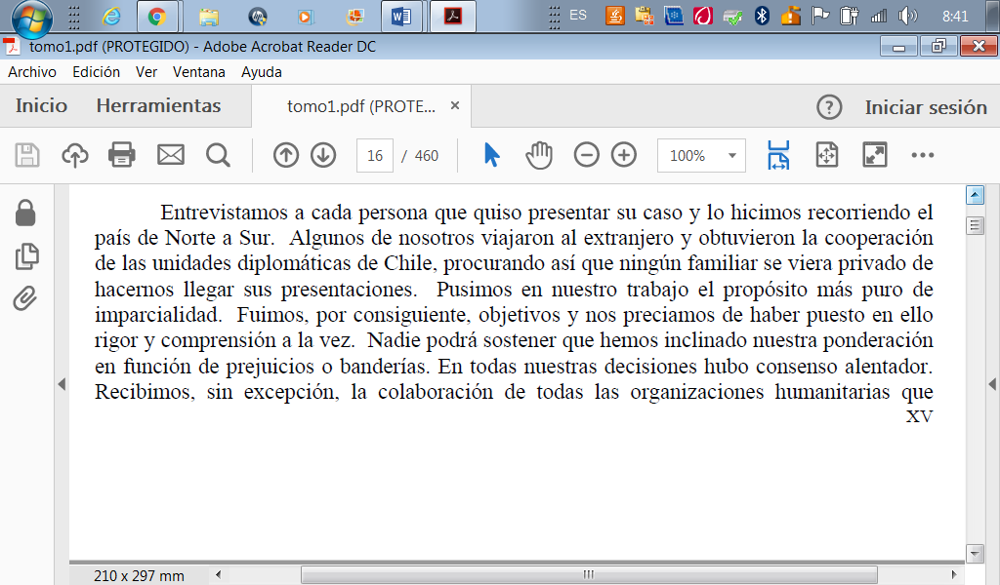 ES
8:41
tomo1.pdf (PROTEGIDO) - Adobe Acrobat Reader DC
Archivo Edición Ver Ventana Ayuda
Inicio Herramientas tomo1.pdf (PROTE... × ? Iniciar sesión
16 / 460 100%
Entrevistamos a cada persona que quiso presentar su caso y lo hicimos recorriendo el
país de Norte a Sur. Algunos de nosotros viajaron al extranjero y obtuvieron la cooperación
de las unidades diplomáticas de Chile, procurando así que ningún familiar se viera privado de
hacernos llegar sus presentaciones. Pusimos en nuestro trabajo el propósito más puro de
imparcialidad. Fuimos, por consiguiente, objetivos y nos preciamos de haber puesto en ello
rigor y comprensión a la vez. Nadie podrá sostener que hemos inclinado nuestra ponderación
en función de prejuicios o banderías. En todas nuestras decisiones hubo consenso alentador.
Recibimos, sin excepción, la colaboración de todas las organizaciones humanitarias que
XV
210 x 297 mm